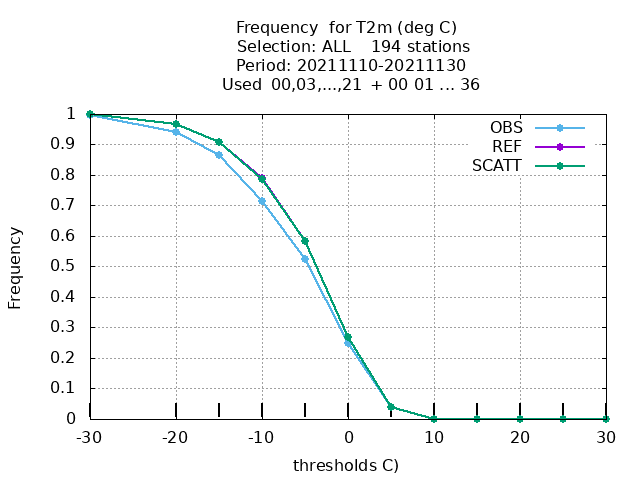 Frequency  for T2m (deg C)
Selection: ALL    194 stations
Period: 20211110-20211130
Used  00,03,...,21  + 00 01 ... 36
OBS
REF
SCATT
1
0.9
0.8
0.7
0.6
0.5
0.4
0.3
0.2
0.1
0
Frequency
-30
-20
-10
0
10
20
30
thresholds C)